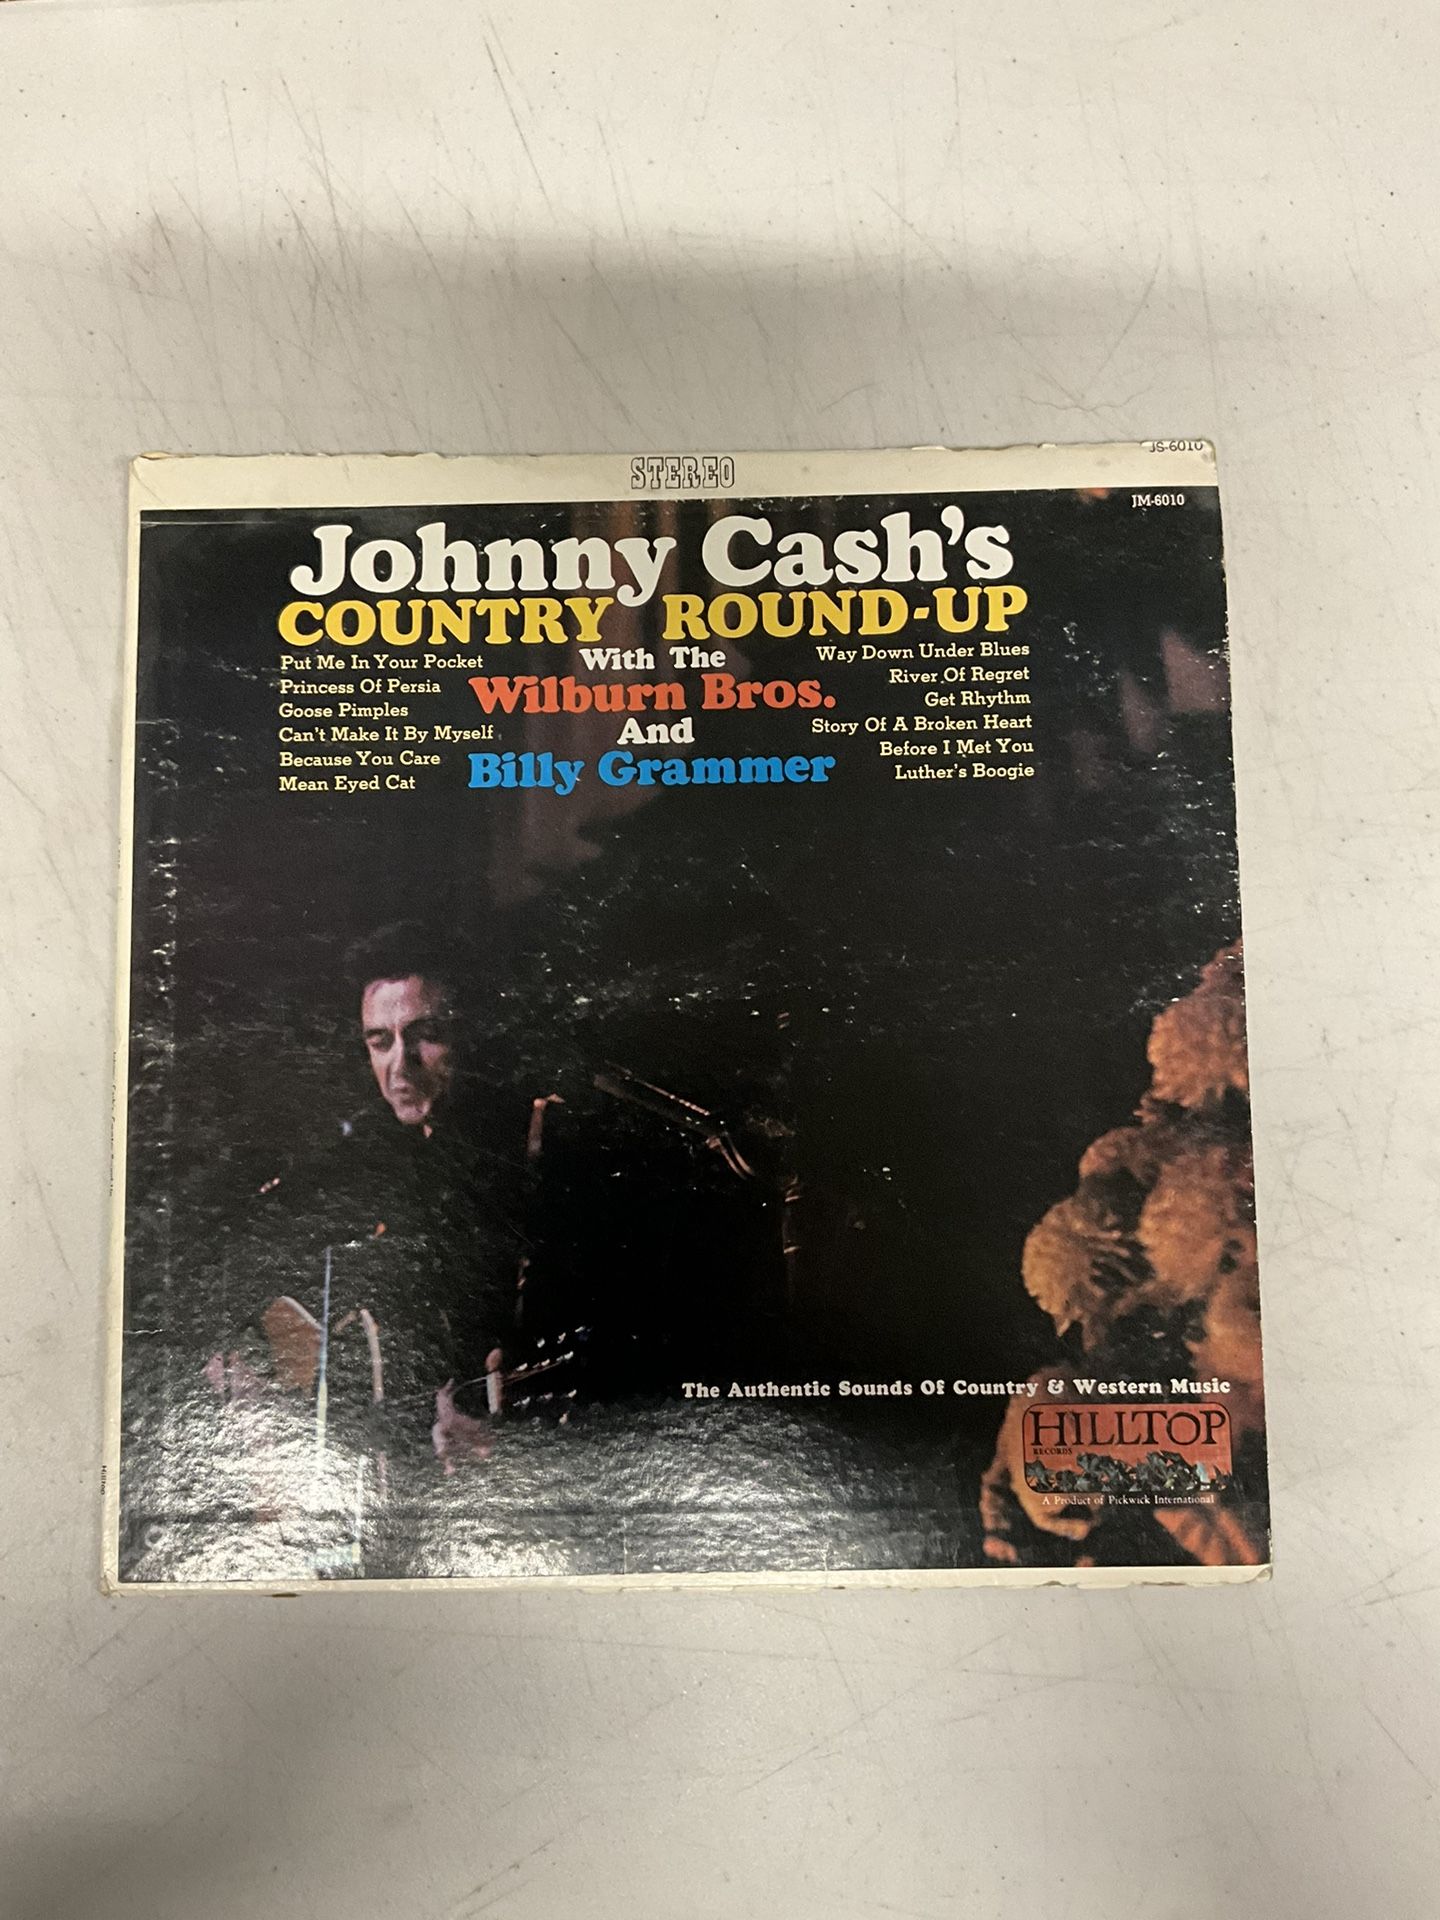 STEREO
JS-6010
JM-6010
Johnny Cash's
COUNTRY ROUND-UP
With The
Wilburn Bros.
And
Billy Grammer
Put Me In Your Pocket
Princess Of Persia
Goose Pimples
Can't Make It By Myself
Because You Care
Mean Eyed Cat
Way Down Under Blues
River Of Regret
Get Rhythm
Story Of A Broken Heart
Before I Met You
Luther's Boogie
The Authentic Sounds Of Country & Western Music
HILLTOP
RECORDS
A Product of Pickwick International
Hilltop